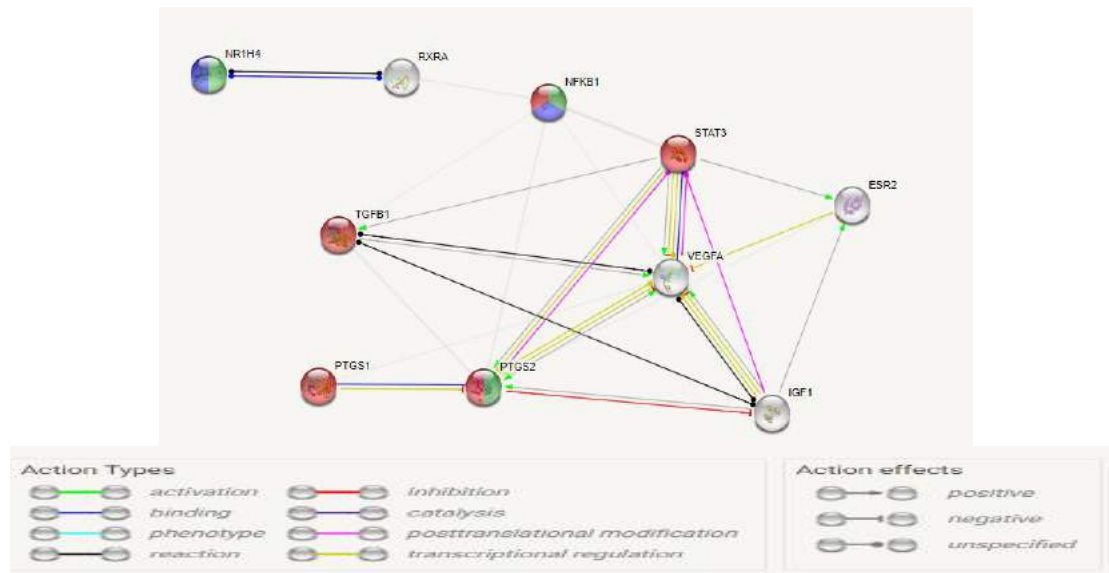 NR1H4
RXRA
NFKB1
STAT3
ESR2
TGFB1
VEGFA
PTGS1
PTGS2
IGF1
Action Types
activation
inhibition
binding
catalysis
phenotype
posttranslational modification
reaction
transcriptional regulation
Action effects
positive
negative
unspecified